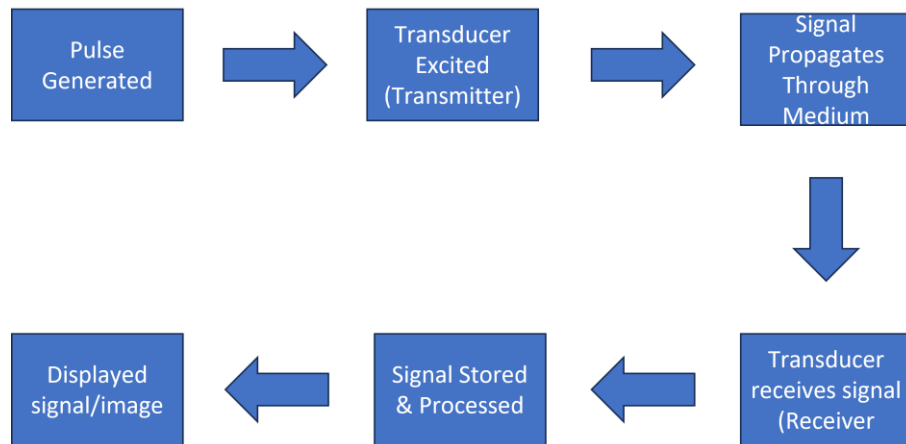 Pulse
Generated
Transducer
Excited
(Transmitter)
Signal
Propagates
Through
Medium
Transducer
receives signal
(Receiver
Signal Stored
& Processed
Displayed
signal/image